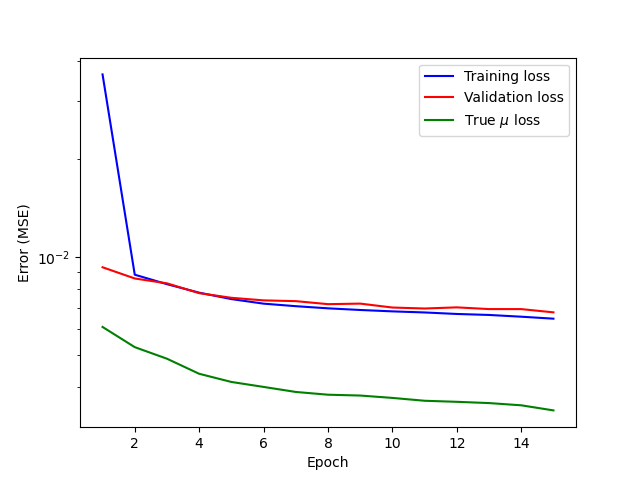 Training loss
Validation loss
True μ loss
Error (MSE)
10⁻²
2 4 6 8 10 12 14
Epoch